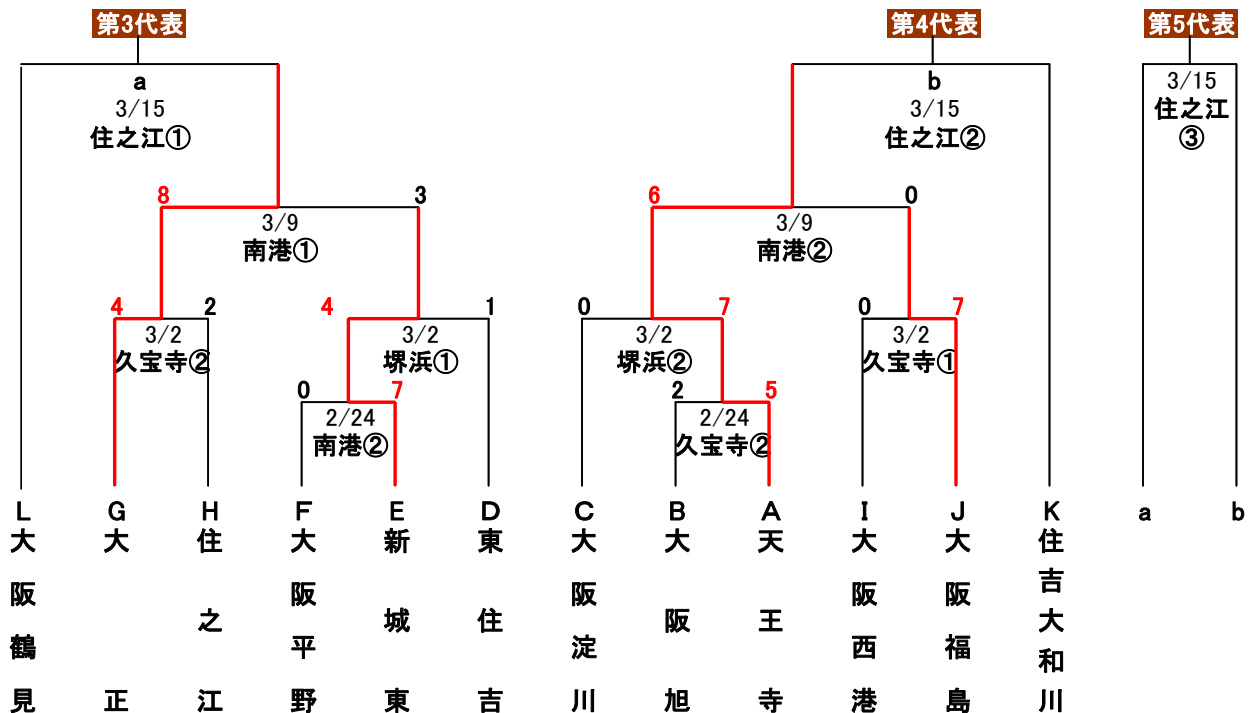 第3代表
第4代表
第5代表
a
3/15
住之江①
b
3/15
住之江②
3/15
住之江
③
8
3
3/9
南港①
6
0
3/9
南港②
4
2
3/2
久宝寺②
4
1
3/2
堺浜①
0
7
3/2
堺浜②
0
7
3/2
久宝寺①
0
7
2/24
南港②
2
5
2/24
久宝寺②
L
G
H
F
E
D
C
B
A
I
J
K
a
b
大阪鶴見
大正
住之江
大阪平野
新城東
東住吉
大阪淀川
大阪旭
天王寺
大阪西港
大阪福島
住吉大和川